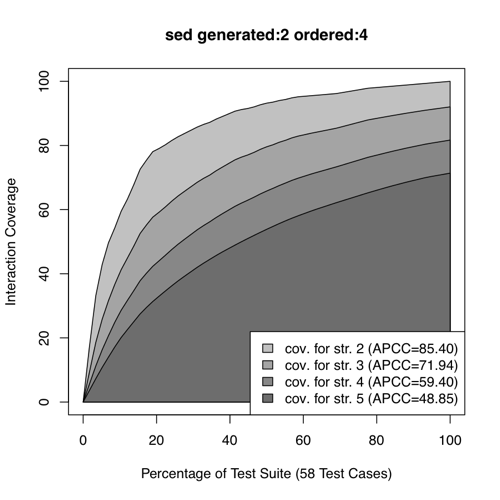 sed generated:2 ordered:4
Interaction Coverage
100
80
60
40
20
0
cov. for str. 2 (APCC=85.40)
cov. for str. 3 (APCC=71.94)
cov. for str. 4 (APCC=59.40)
cov. for str. 5 (APCC=48.85)
0 20 40 60 80 100
Percentage of Test Suite (58 Test Cases)